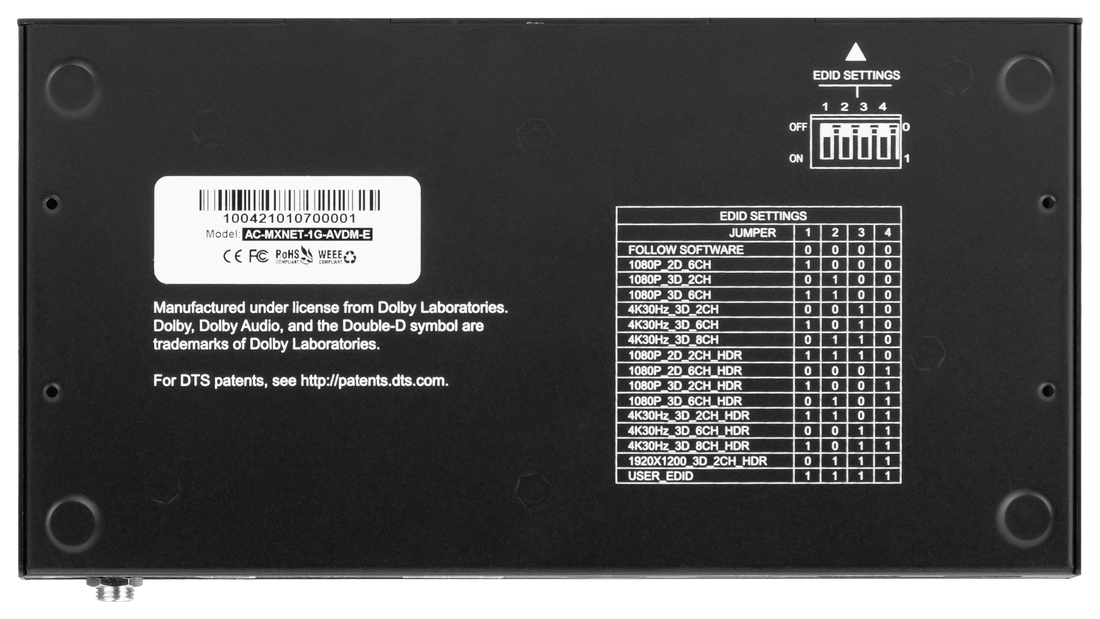 EDID SETTINGS
1 2 3 4
OFF 0
ON 1
100421010700001
Model: AC-MXNET-1G-AVDM-E
CE FC RoHS COMPLIANT WEEE COMPLIANT
Manufactured under license from Dolby Laboratories.
Dolby, Dolby Audio, and the Double-D symbol are
trademarks of Dolby Laboratories.
For DTS patents, see http://patents.dts.com.
EDID SETTINGS
JUMPER 1 2 3 4
FOLLOW SOFTWARE 0 0 0 0
1080P_2D_6CH 1 0 0 0
1080P_3D_2CH 0 1 0 0
1080P_3D_6CH 1 1 0 0
4K30Hz_3D_2CH 0 0 1 0
4K30Hz_3D_6CH 1 0 1 0
4K30Hz_3D_8CH 0 1 1 0
1080P_2D_2CH_HDR 1 1 1 0
1080P_2D_6CH_HDR 0 0 0 1
1080P_3D_2CH_HDR 1 0 0 1
1080P_3D_6CH_HDR 0 1 0 1
4K30Hz_3D_2CH_HDR 1 1 0 1
4K30Hz_3D_6CH_HDR 0 0 1 1
4K30Hz_3D_8CH_HDR 1 0 1 1
1920X1200_3D_2CH_HDR 0 1 1 1
USER_EDID 1 1 1 1